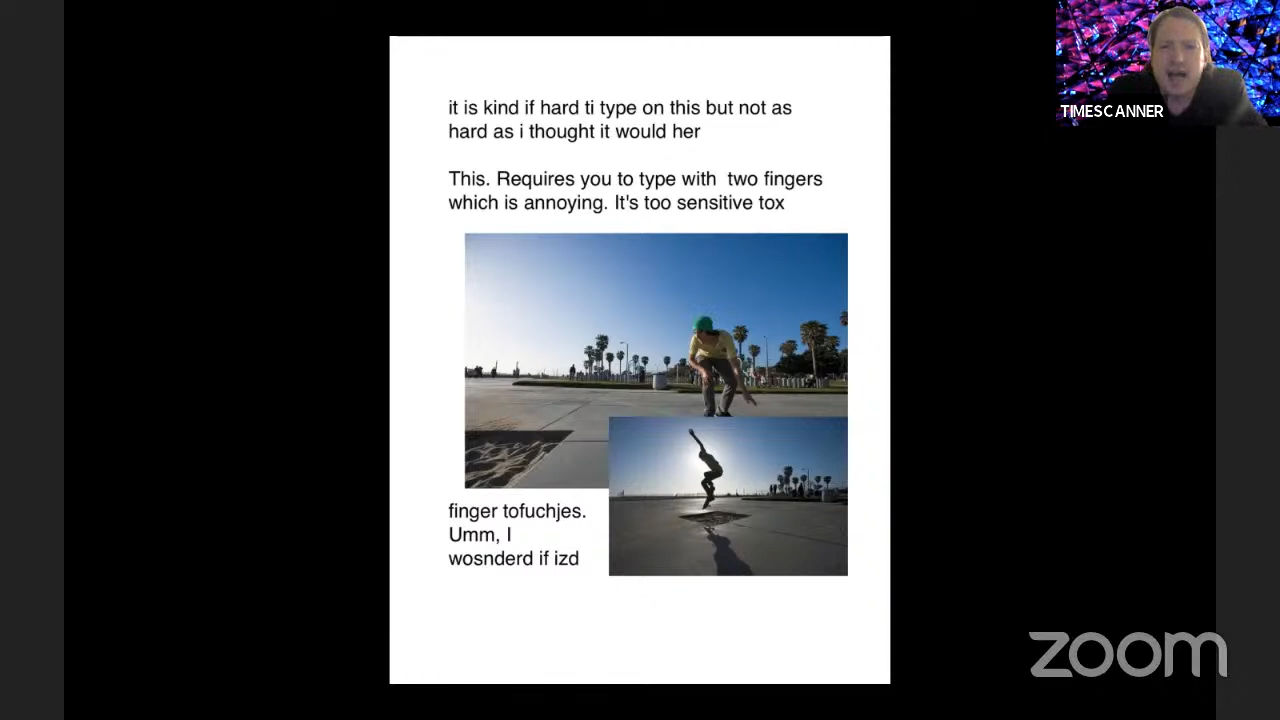 it is kind if hard ti type on this but not as
hard as i thought it would her
This. Requires you to type with  two fingers
which is annoying. It's too sensitive tox
finger tofuchjes.
Umm, I
wosnderd if izd
TIMESCANNER
zoom